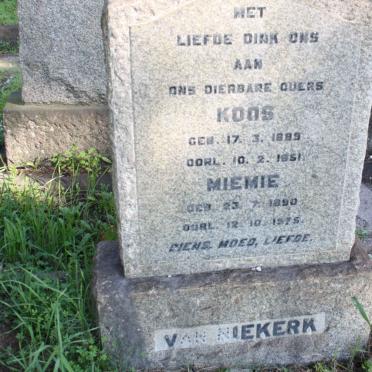 MET
LIEFDE DINK ONS
AAN
ONS DIERBARE OUERS
KOOS
GEB. 17. 3. 1889
OORL. 10. 2. 1951.
MIEMIE
GEB. 23. 7. 1890
OORL. 12. 10. 1975.
DIENS, MOED, LIEFDE.
VAN NIEKERK